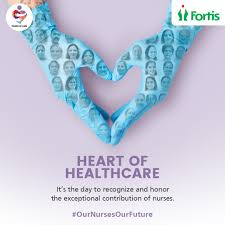 Fortis
HEART OF
HEALTHCARE
It's the day to recognize and honor
the exceptional contribution of nurses.
#OurNursesOurFuture